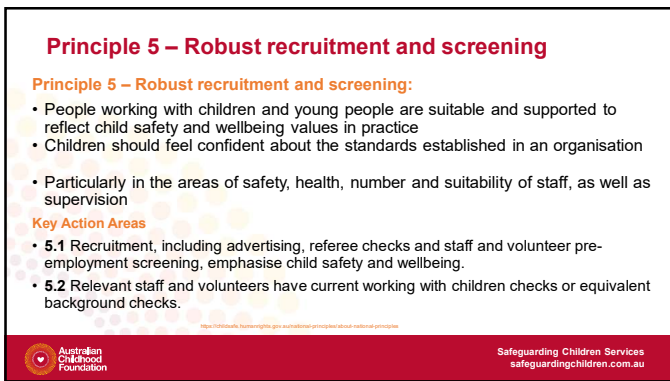 Principle 5 – Robust recruitment and screening
Principle 5 – Robust recruitment and screening:
• People working with children and young people are suitable and supported to
reflect child safety and wellbeing values in practice
• Children should feel confident about the standards established in an organisation
• Particularly in the areas of safety, health, number and suitability of staff, as well as
supervision
Key Action Areas
• 5.1 Recruitment, including advertising, referee checks and staff and volunteer pre-
employment screening, emphasise child safety and wellbeing.
• 5.2 Relevant staff and volunteers have current working with children checks or equivalent
background checks.
https://childsafe.humanrights.gov.au/national-principles/about-national-principles
Australian
Childhood
Foundation
Safeguarding Children Services
safeguardingchildren.com.au